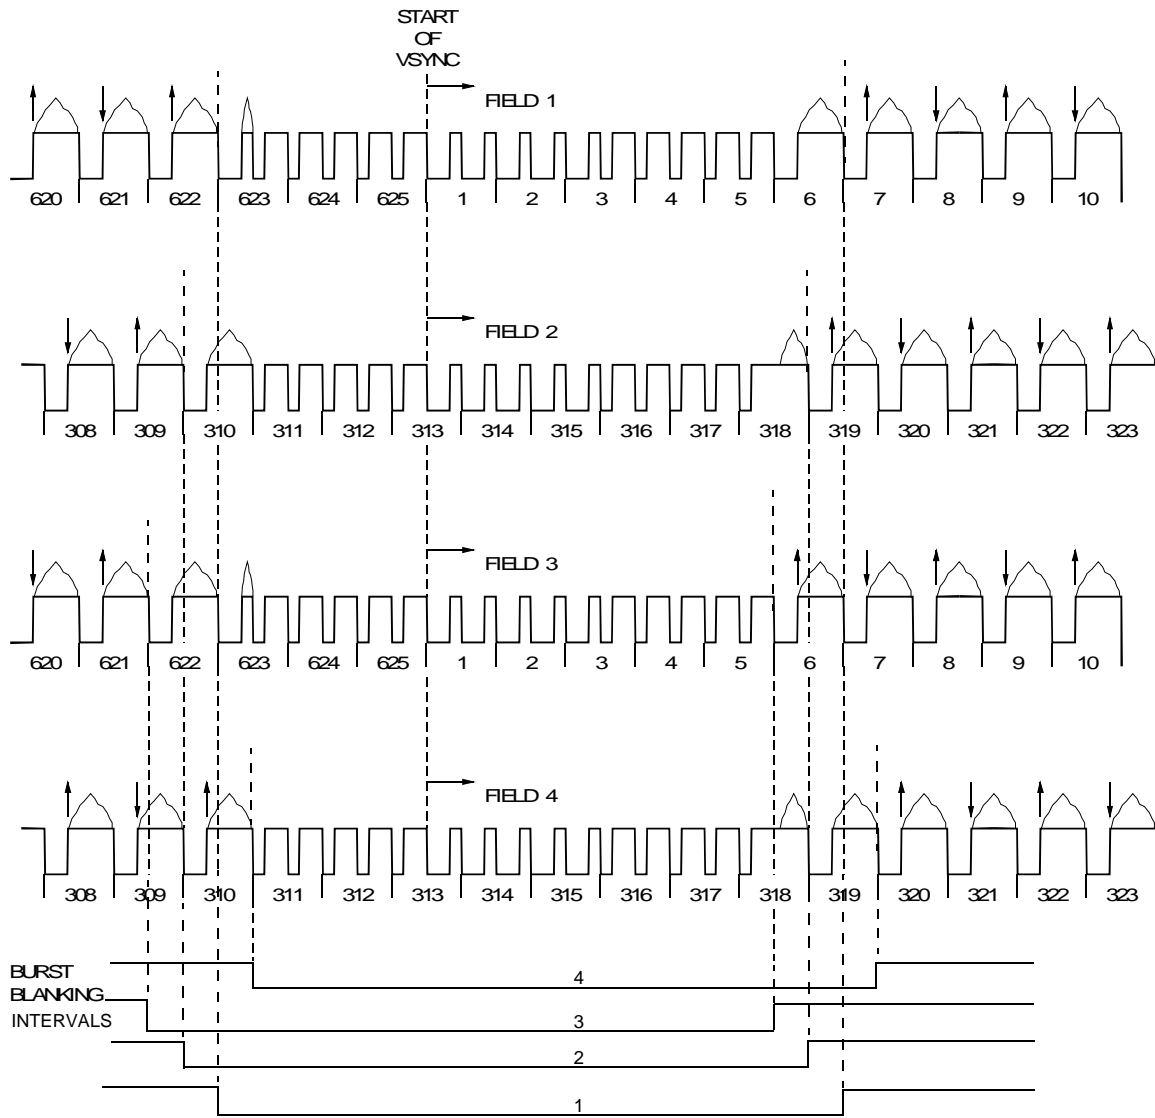 START
OF
VSYNC
FIELD 1
620 621 622 623 624 625 1 2 3 4 5 6 7 8 9 10
FIELD 2
308 309 310 311 312 313 314 315 316 317 318 319 320 321 322 323
FIELD 3
620 621 622 623 624 625 1 2 3 4 5 6 7 8 9 10
FIELD 4
308 309 310 311 312 313 314 315 316 317 318 319 320 321 322 323
BURST
BLANKING
INTERVALS
4
3
2
1